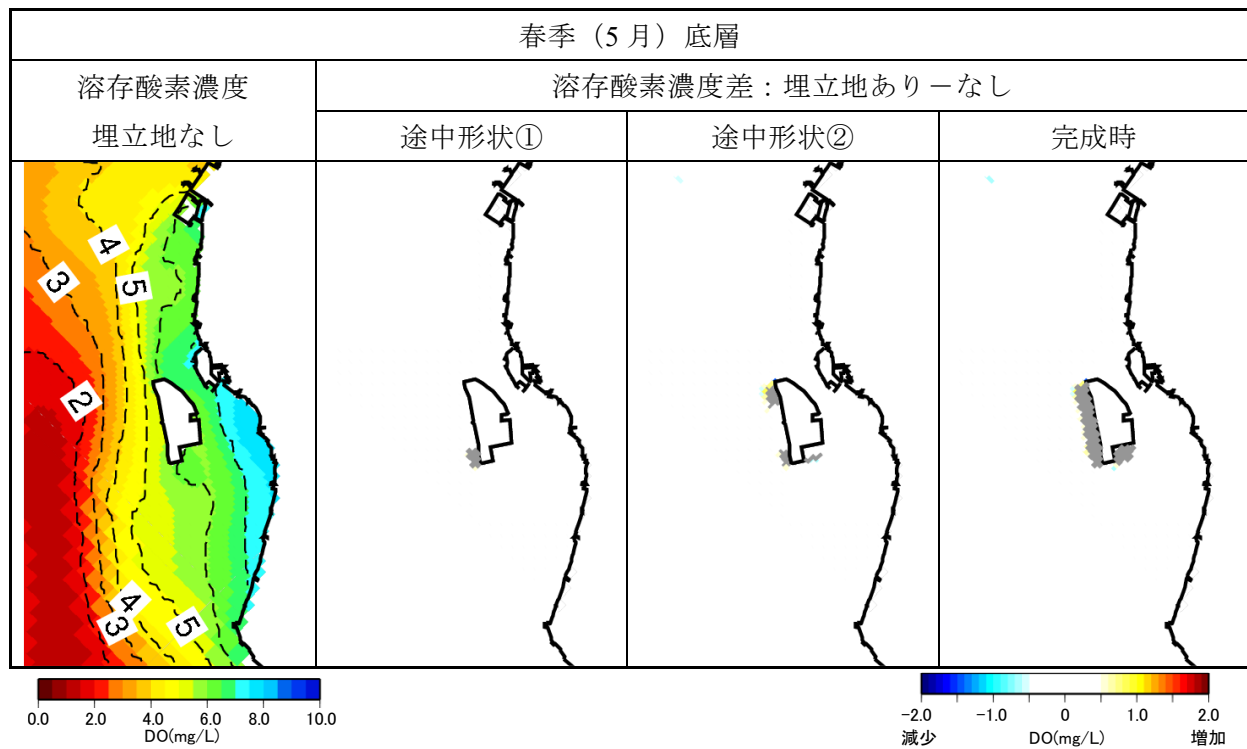 春季（5月）底層
溶存酸素濃度
埋立地なし
溶存酸素濃度差：埋立地あり－なし
途中形状①
途中形状②
完成時
4
3
5
2
4
3
5
0.0 2.0 4.0 6.0 8.0 10.0
DO(mg/L)
-2.0 -1.0 0 1.0 2.0
減少 DO(mg/L) 増加